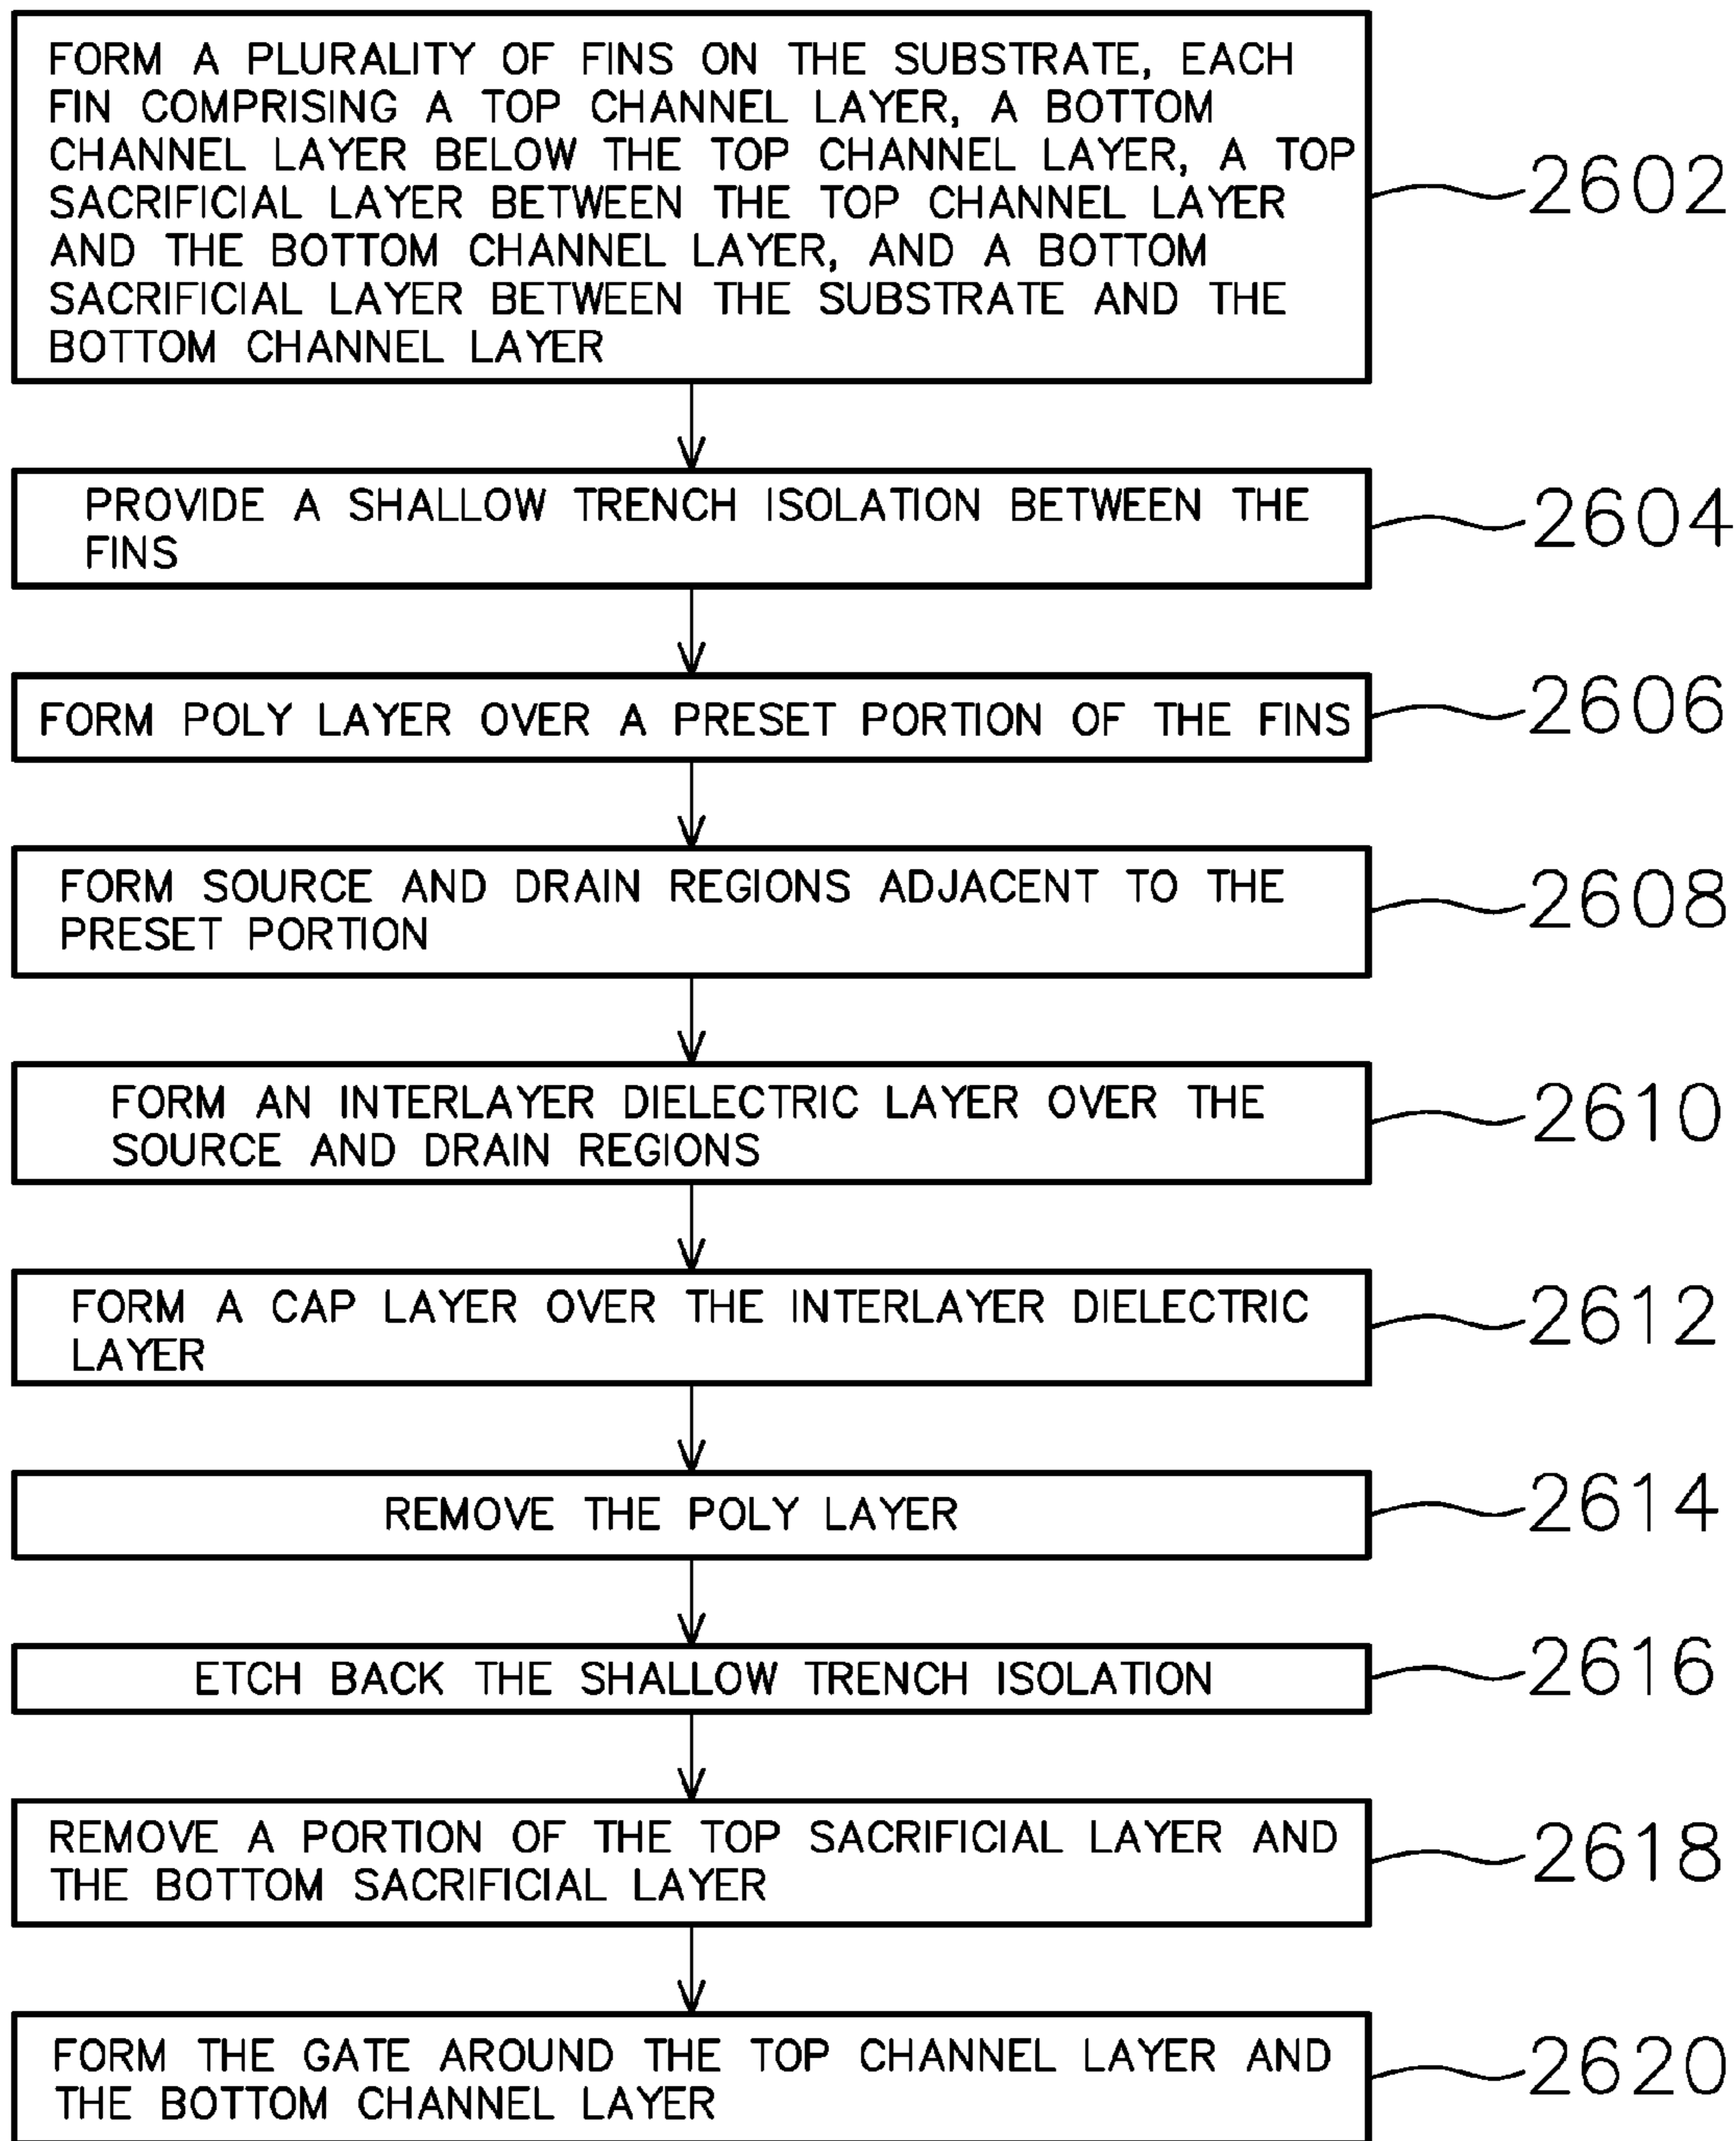 FORM A PLURALITY OF FINS ON THE SUBSTRATE, EACH
FIN COMPRISING A TOP CHANNEL LAYER, A BOTTOM
CHANNEL LAYER BELOW THE TOP CHANNEL LAYER, A TOP
SACRIFICIAL LAYER BETWEEN THE TOP CHANNEL LAYER
AND THE BOTTOM CHANNEL LAYER, AND A BOTTOM
SACRIFICIAL LAYER BETWEEN THE SUBSTRATE AND THE
BOTTOM CHANNEL LAYER
2602
PROVIDE A SHALLOW TRENCH ISOLATION BETWEEN THE
FINS
2604
FORM POLY LAYER OVER A PRESET PORTION OF THE FINS
2606
FORM SOURCE AND DRAIN REGIONS ADJACENT TO THE
PRESET PORTION
2608
FORM AN INTERLAYER DIELECTRIC LAYER OVER THE
SOURCE AND DRAIN REGIONS
2610
FORM A CAP LAYER OVER THE INTERLAYER DIELECTRIC
LAYER
2612
REMOVE THE POLY LAYER
2614
ETCH BACK THE SHALLOW TRENCH ISOLATION
2616
REMOVE A PORTION OF THE TOP SACRIFICIAL LAYER AND
THE BOTTOM SACRIFICIAL LAYER
2618
FORM THE GATE AROUND THE TOP CHANNEL LAYER AND
THE BOTTOM CHANNEL LAYER
2620